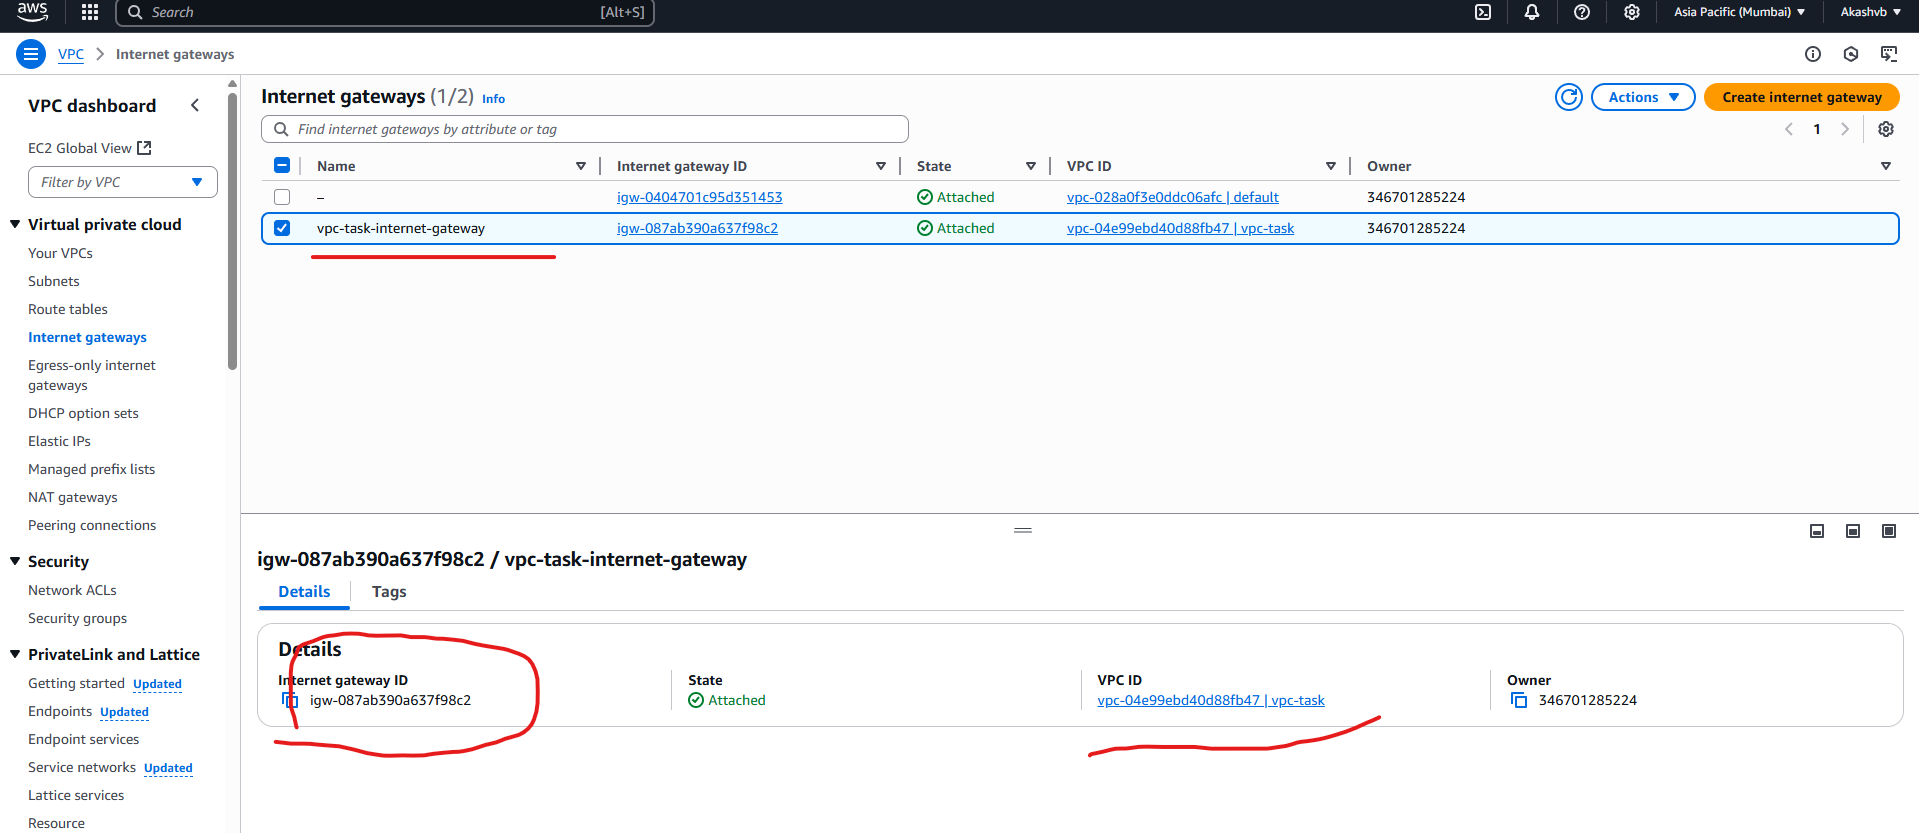 aws
Search [Alt+S] Asia Pacific (Mumbai) Akashvb
VPC Internet gateways
VPC dashboard
EC2 Global View
Filter by VPC
Virtual private cloud
Your VPCs
Subnets
Route tables
Internet gateways
Egress-only internet
gateways
DHCP option sets
Elastic IPs
Managed prefix lists
NAT gateways
Peering connections
Security
Network ACLs
Security groups
PrivateLink and Lattice
Getting started Updated
Endpoints Updated
Endpoint services
Service networks Updated
Lattice services
Resource
Internet gateways (1/2) Info
Actions Create internet gateway
Find internet gateways by attribute or tag
1
Name Internet gateway ID State VPC ID Owner
– igw-0404701c95d351453 Attached vpc-028a0f3e0ddc06afc | default 346701285224
vpc-task-internet-gateway igw-087ab390a637f98c2 Attached vpc-04e99ebd40d88fb47 | vpc-task 346701285224
igw-087ab390a637f98c2 / vpc-task-internet-gateway
Details Tags
Details
Internet gateway ID State VPC ID Owner
igw-087ab390a637f98c2 Attached vpc-04e99ebd40d88fb47 | vpc-task 346701285224